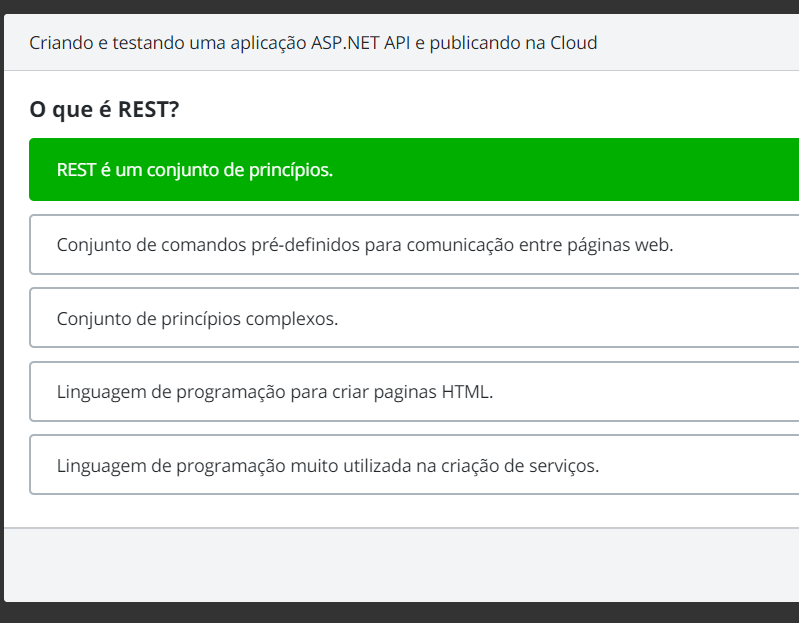 Criando e testando uma aplicação ASP.NET API e publicando na Cloud
O que é REST?
REST é um conjunto de princípios.
Conjunto de comandos pré-definidos para comunicação entre páginas web.
Conjunto de princípios complexos.
Linguagem de programação para criar paginas HTML.
Linguagem de programação muito utilizada na criação de serviços.